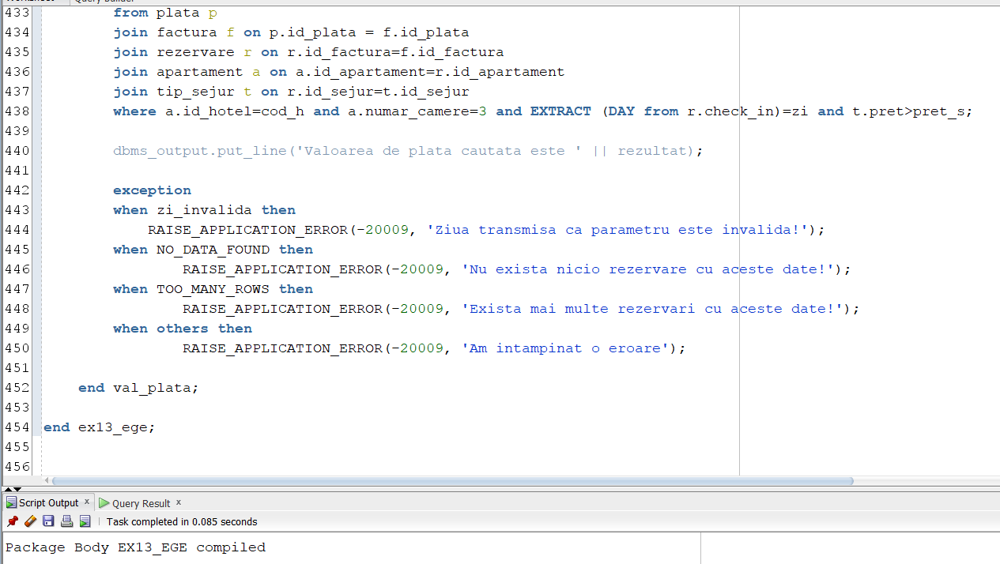 Query Builder
433 from plata p
434 join factura f on p.id_plata = f.id_plata
435 join rezervare r on r.id_factura=f.id_factura
436 join apartament a on a.id_apartament=r.id_apartament
437 join tip_sejur t on r.id_sejur=t.id_sejur
438 where a.id_hotel=cod_h and a.numar_camere=3 and EXTRACT (DAY from r.check_in)=zi and t.pret>pret_s;
439
440 dbms_output.put_line('Valoarea de plata cautata este ' || rezultat);
441
442 exception
443 when zi_invalida then
444 RAISE_APPLICATION_ERROR(-20009, 'Ziua transmisa ca parametru este invalida!');
445 when NO_DATA_FOUND then
446 RAISE_APPLICATION_ERROR(-20009, 'Nu exista nicio rezervare cu aceste date!');
447 when TOO_MANY_ROWS then
448 RAISE_APPLICATION_ERROR(-20009, 'Exista mai multe rezervari cu aceste date!');
449 when others then
450 RAISE_APPLICATION_ERROR(-20009, 'Am intampinat o eroare');
451
452 end val_plata;
453
454 end ex13_ege;
455
456
Script Output x Query Result x
Task completed in 0.085 seconds
Package Body EX13_EGE compiled